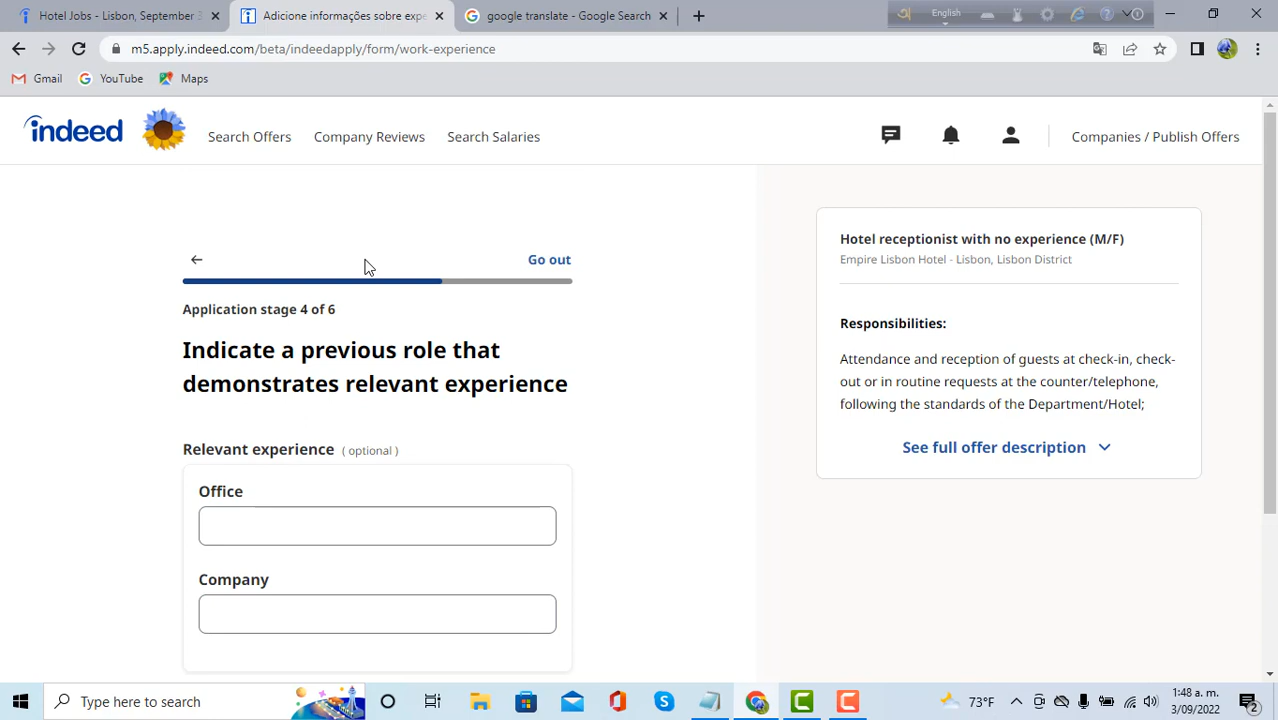 Hotel Jobs - Lisbon, September 3
Adicione informações sobre expe
google translate - Google Search
English
m5.apply.indeed.com/beta/indeedapply/form/work-experience
Gmail
YouTube
Maps
indeed
Search Offers
Company Reviews
Search Salaries
Companies / Publish Offers
Go out
Application stage 4 of 6
Indicate a previous role that
demonstrates relevant experience
Relevant experience ( optional )
Office
Company
Hotel receptionist with no experience (M/F)
Empire Lisbon Hotel - Lisbon, Lisbon District
Responsibilities:
Attendance and reception of guests at check-in, check-
out or in routine requests at the counter/telephone,
following the standards of the Department/Hotel;
See full offer description
Type here to search
73°F
1:48 a. m.
3/09/2022
2